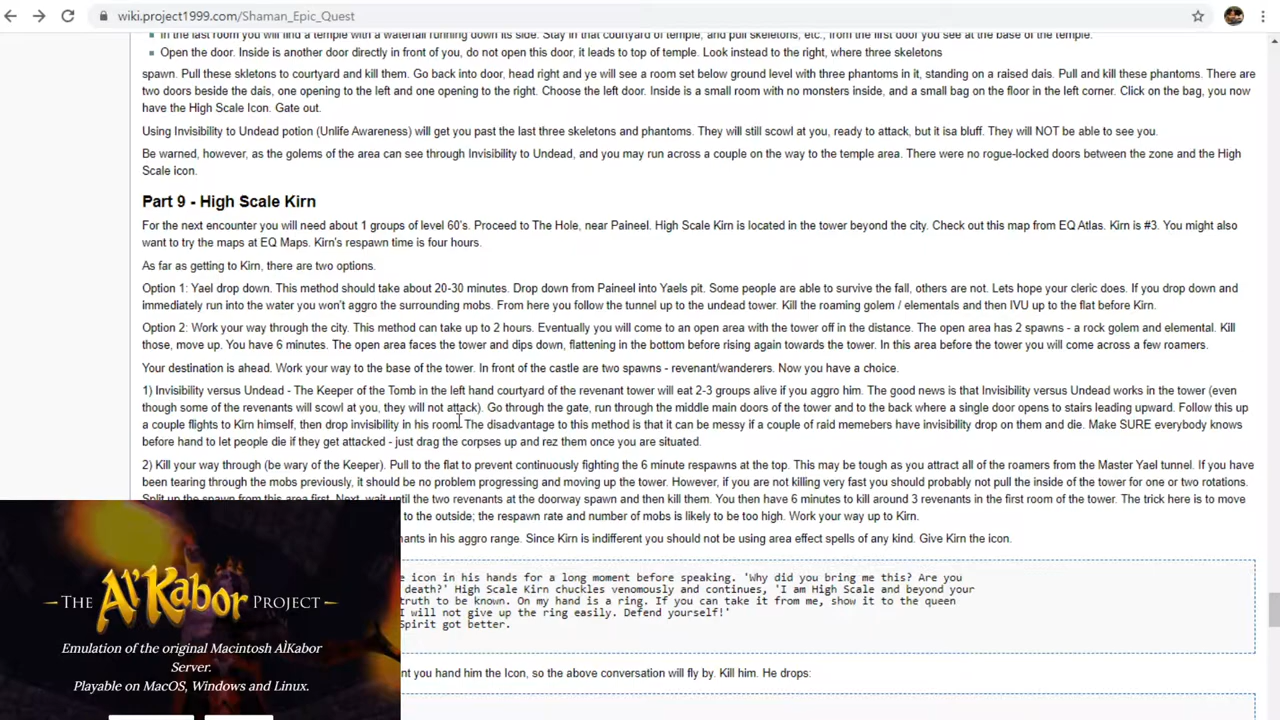 wiki.project1999.com/Shaman_Epic_Quest
In the last room you will find a temple with a waterfall running down its side. Stay in that courtyard of temple, and pull skeletons, etc., from the first door you see at the base of the temple.
Open the door. Inside is another door directly in front of you, do not open this door, it leads to top of temple. Look instead to the right, where three skeletons
spawn. Pull these skletons to courtyard and kill them. Go back into door, head right and ye will see a room set below ground level with three phantoms in it, standing on a raised dais. Pull and kill these phantoms. There are
two doors beside the dais, one opening to the left and one opening to the right. Choose the left door. Inside is a small room with no monsters inside, and a small bag on the floor in the left corner. Click on the bag, you now
have the High Scale Icon. Gate out.
Using Invisibility to Undead potion (Unlife Awareness) will get you past the last three skeletons and phantoms. They will still scowl at you, ready to attack, but it isa bluff. They will NOT be able to see you.
Be warned, however, as the golems of the area can see through Invisibility to Undead, and you may run across a couple on the way to the temple area. There were no rogue-locked doors between the zone and the High
Scale icon.
Part 9 - High Scale Kirn
For the next encounter you will need about 1 groups of level 60's. Proceed to The Hole, near Paineel. High Scale Kirn is located in the tower beyond the city. Check out this map from EQ Atlas. Kirn is #3. You might also
want to try the maps at EQ Maps. Kirn's respawn time is four hours.
As far as getting to Kirn, there are two options.
Option 1: Yael drop down. This method should take about 20-30 minutes. Drop down from Paineel into Yaels pit. Some people are able to survive the fall, others are not. Lets hope your cleric does. If you drop down and
immediately run into the water you won't aggro the surrounding mobs. From here you follow the tunnel up to the undead tower. Kill the roaming golem / elementals and then IVU up to the flat before Kirn.
Option 2: Work your way through the city. This method can take up to 2 hours. Eventually you will come to an open area with the tower off in the distance. The open area has 2 spawns - a rock golem and elemental. Kill
those, move up. You have 6 minutes. The open area faces the tower and dips down, flattening in the bottom before rising again towards the tower. In this area before the tower you will come across a few roamers.
Your destination is ahead. Work your way to the base of the tower. In front of the castle are two spawns - revenant/wanderers. Now you have a choice.
1) Invisibility versus Undead - The Keeper of the Tomb in the left hand courtyard of the revenant tower will eat 2-3 groups alive if you aggro him. The good news is that Invisibility versus Undead works in the tower (even
though some of the revenants will scowl at you, they will not attack). Go through the gate, run through the middle main doors of the tower and to the back where a single door opens to stairs leading upward. Follow this up
a couple flights to Kirn himself, then drop invisibility in his room. The disadvantage to this method is that it can be messy if a couple of raid memebers have invisibility drop on them and die. Make SURE everybody knows
before hand to let people die if they get attacked - just drag the corpses up and rez them once you are situated.
2) Kill your way through (be wary of the Keeper). Pull to the flat to prevent continuously fighting the 6 minute respawns at the top. This may be tough as you attract all of the roamers from the Master Yael tunnel. If you have
been tearing through the mobs previously, it should be no problem progressing and moving up the tower. However, if you are not killing very fast you should probably not pull the inside of the tower for one or two rotations.
Split up the spawn from this area first. Next, wait until the two revenants at the doorway spawn and then kill them. You then have 6 minutes to kill around 3 revenants in the first room of the tower. The trick here is to move
to the outside; the respawn rate and number of mobs is likely to be too high. Work your way up to Kirn.
nants in his aggro range. Since Kirn is indifferent you should not be using area effect spells of any kind. Give Kirn the icon.
e icon in his hands for a long moment before speaking. 'Why did you bring me this? Are you
death?' High Scale Kirn chuckles venomously and continues, 'I am High Scale and beyond your
truth to be known. On my hand is a ring. If you can take it from me, show it to the queen
I will not give up the ring easily. Defend yourself!'
Spirit got better.
nt you hand him the Icon, so the above conversation will fly by. Kill him. He drops:
THE Al'Kabor PROJECT
Emulation of the original Macintosh Al`Kabor
Server.
Playable on MacOS, Windows and Linux.